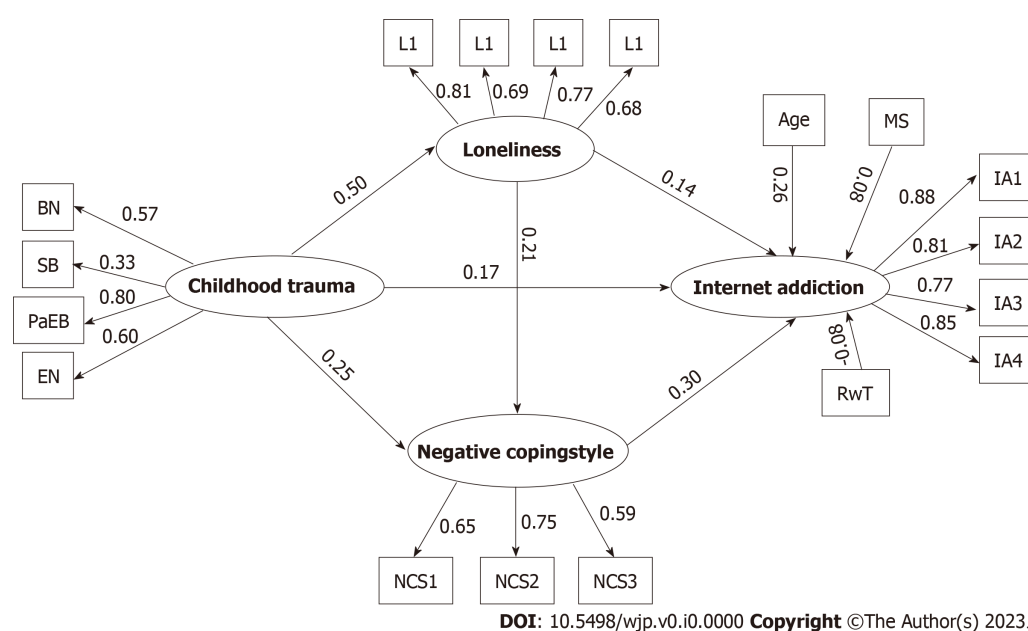 L1 L1 L1 L1
0.81 0.69 0.77 0.68
Age MS
Loneliness
BN 0.57
0.50
0.14
0.26
0.08
0.88
IA1
SB 0.33
0.21
0.81
IA2
Childhood trauma
0.17
Internet addiction
PaEB 0.80
0.77
IA3
EN 0.60
0.85
IA4
0.25
-0.08
RwT
0.30
Negative copingstyle
0.65 0.75 0.59
NCS1 NCS2 NCS3
DOI: 10.5498/wjp.v0.i0.0000 Copyright ©The Author(s) 2023.